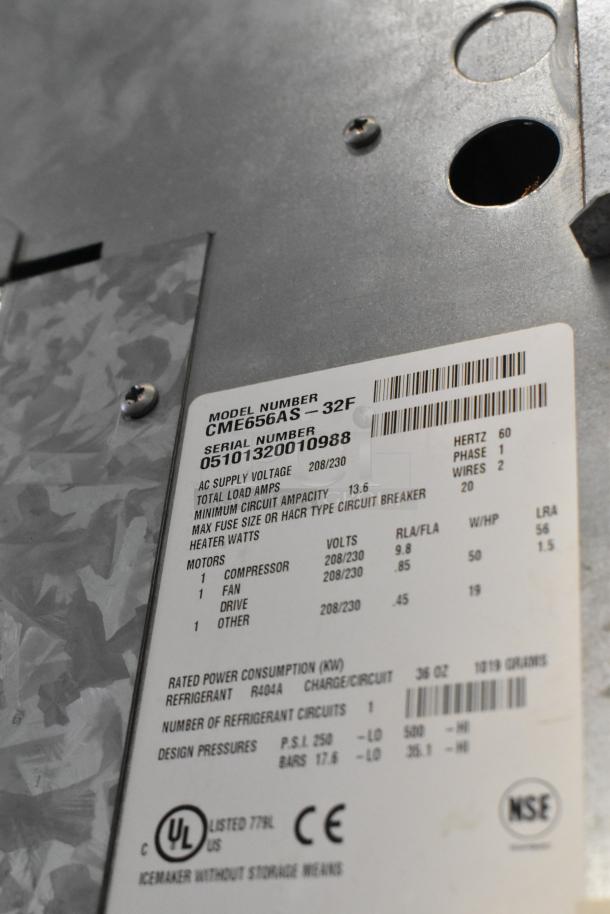 MODEL NUMBER
CME656AS-32F
SERIAL NUMBER
05101320010988
AC SUPPLY VOLTAGE 208/230 HERTZ 60
TOTAL LOAD AMPS PHASE 1
MINIMUM CIRCUIT AMPACITY 13.6 WIRES 2
MAX FUSE SIZE OR HACR TYPE CIRCUIT BREAKER 20
HEATER WATTS
MOTORS VOLTS RLA/FLA W/HP LRA
1 COMPRESSOR 208/230 9.8 56
1 FAN 208/230 .85 50 1.5
DRIVE
1 OTHER 208/230 .45 19
RATED POWER CONSUMPTION (KW)
REFRIGERANT R404A CHARGE/CIRCUIT 36 OZ 1019 GRAMS
NUMBER OF REFRIGERANT CIRCUITS 1
DESIGN PRESSURES P.S.I. 250 -LO 500 -HI
BARS 17.6 -LO 35.1 -HI
C UL US LISTED 778L CE NSF
ICEMAKER WITHOUT STORAGE MEANS